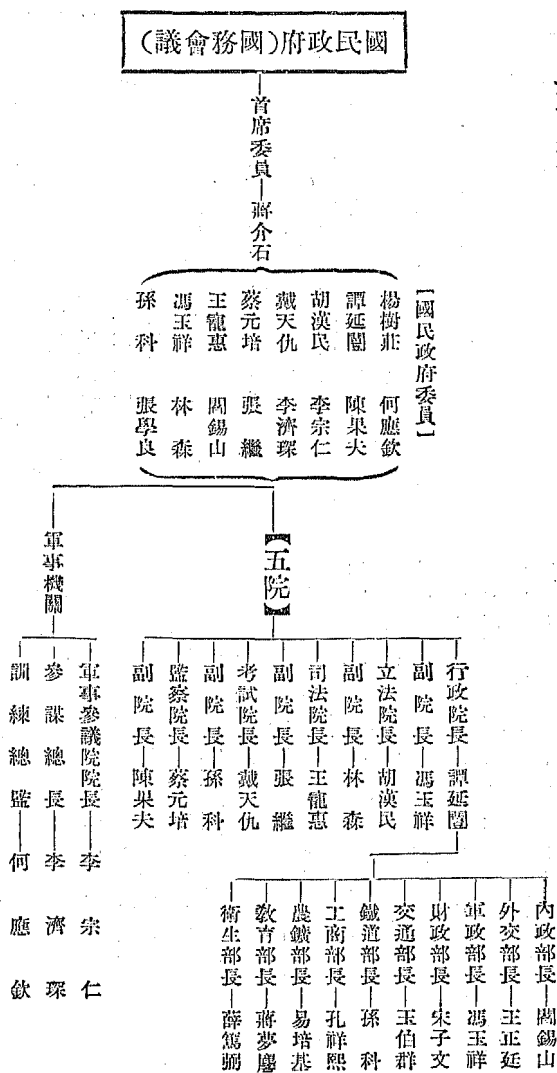 國民政府(國務會議)
首席委員—蔣介石
【國民政府委員】
楊樹莊 何應欽
譚延闓 陳果夫
胡漢民 李宗仁
戴天仇 李濟琛
蔡元培 張繼
王寵惠 閻錫山
馮玉祥 林森
孫科 張學良
【五院】
行政院長—譚延闓
副院長—馮玉祥
立法院長—胡漢民
副院長—林森
司法院長—王寵惠
副院長—張繼
考試院長—戴天仇
副院長—孫科
監察院長—蔡元培
副院長—陳果夫
內政部長—閻錫山
外交部長—王正廷
軍政部長—馮玉祥
財政部長—宋子文
交通部長—王伯群
鐵道部長—孫科
工商部長—孔祥熙
農鑛部長—易培基
敎育部長—蔣夢麐
衛生部長—薛篤弼
軍事機關
軍事參議院院長—李宗仁
參謀總長—李濟琛
訓練總監—何應欽